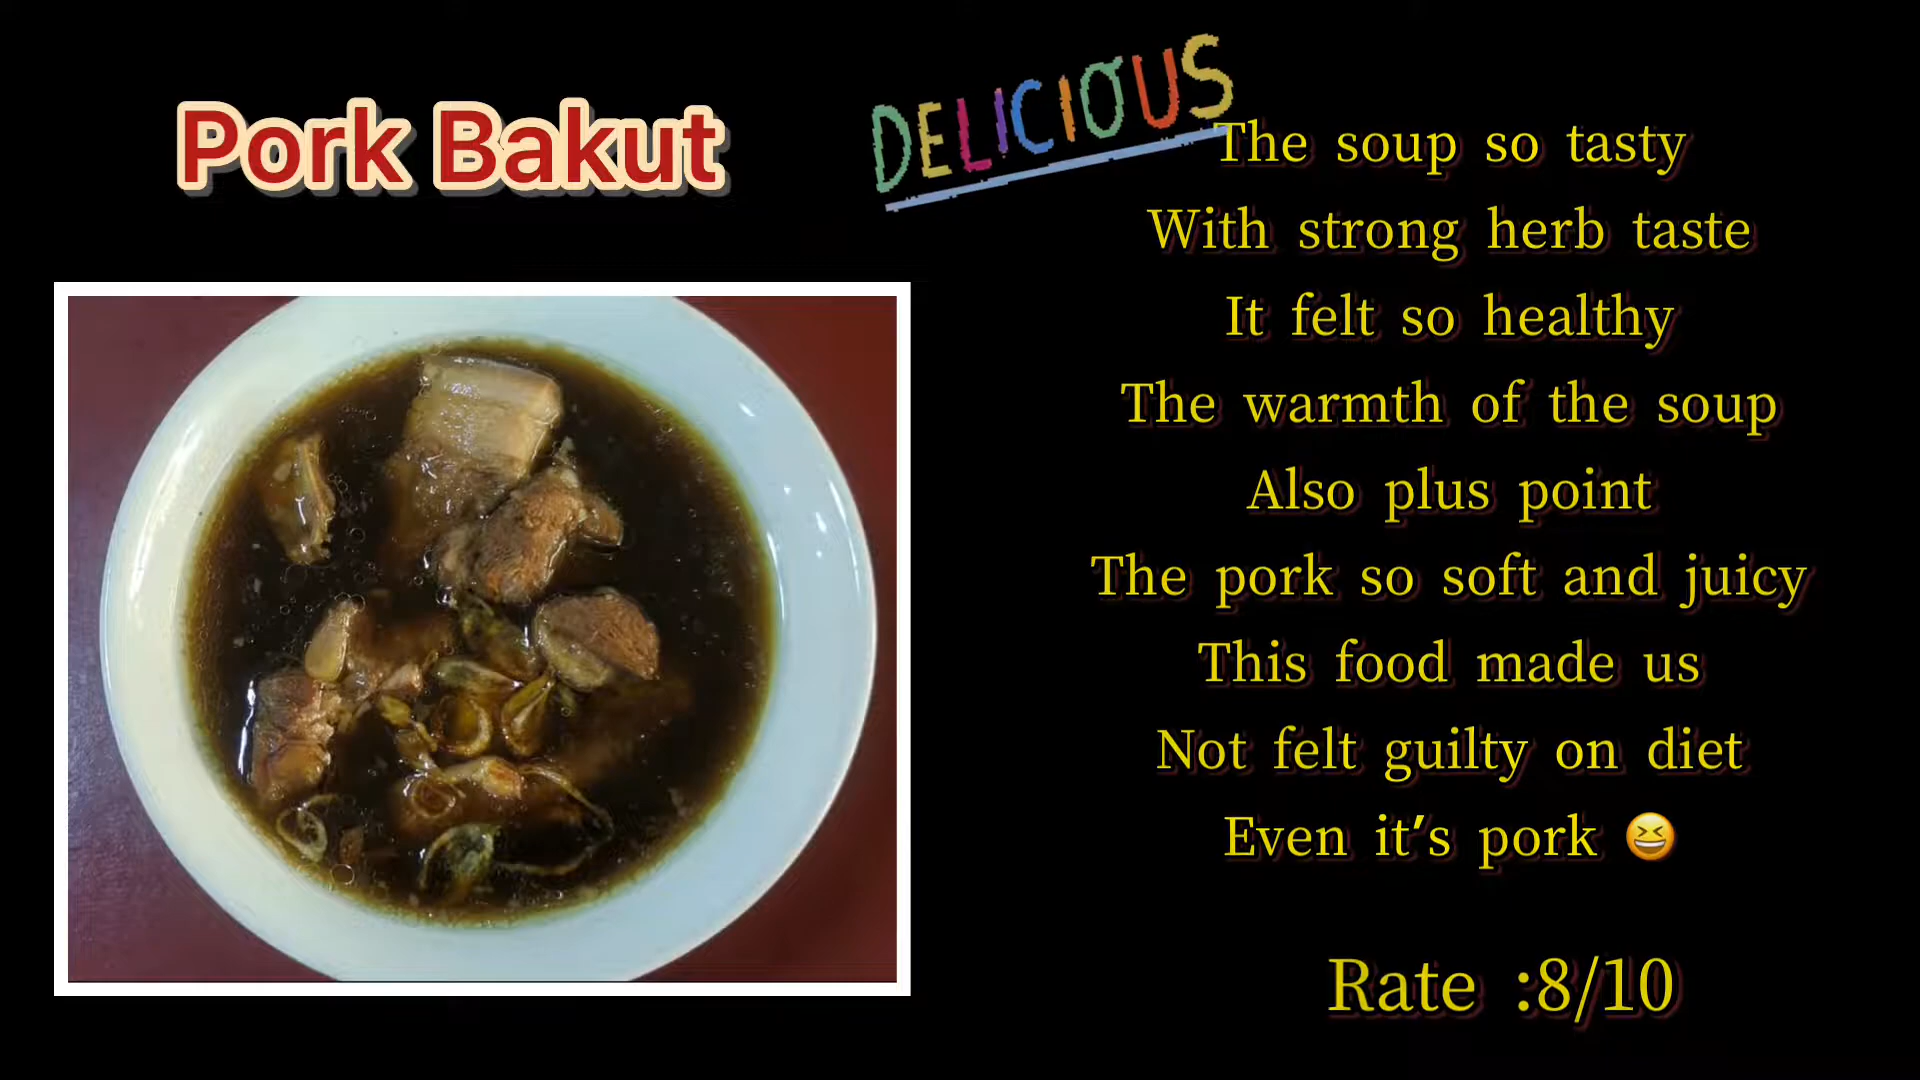 Pork Bakut
DELICIOUS
The soup so tasty
With strong herb taste
It felt so healthy
The warmth of the soup
Also plus point
The pork so soft and juicy
This food made us
Not felt guilty on diet
Even it's pork 😆
Rate :8/10